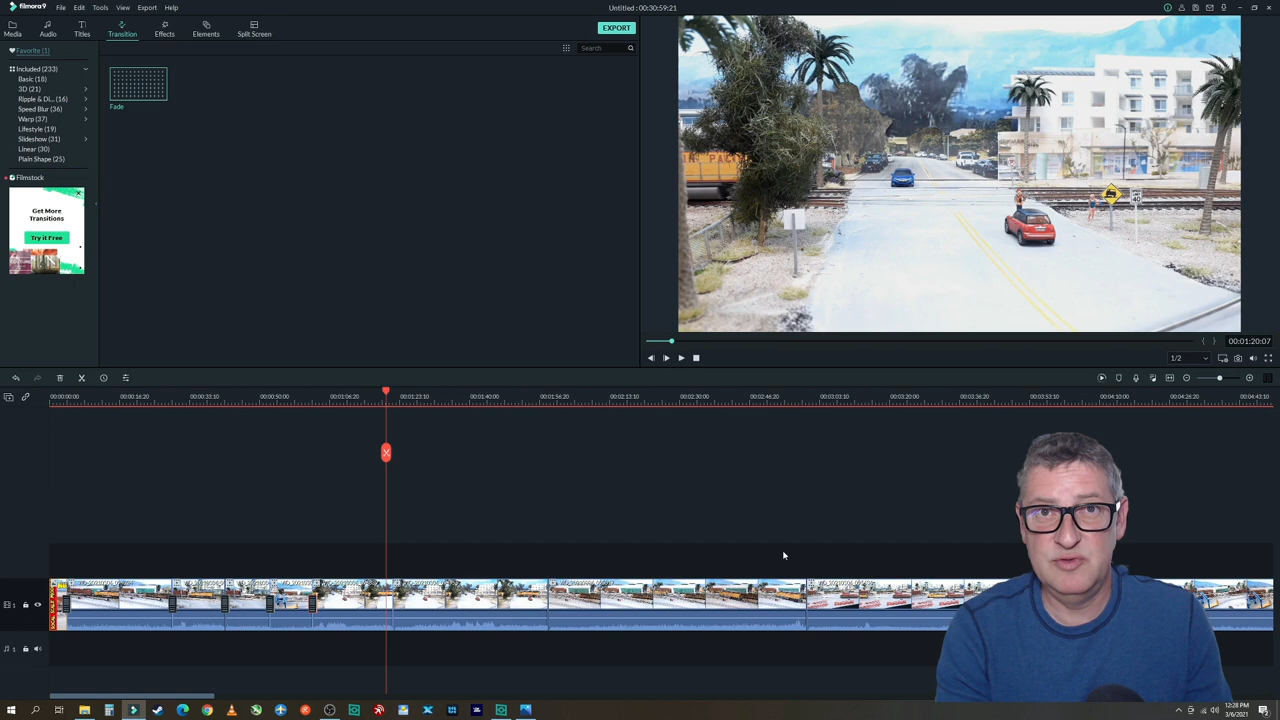 filmora9 File Edit Tools View Export Help Untitled : 00:30:59:21
Media Audio Titles Transition Effects Elements Split Screen EXPORT
Favorite (1)
Search
Included (233)
Basic (18)
3D (21)
Ripple & Di... (16)
Speed Blur (36)
Warp (37)
Lifestyle (19)
Slideshow (31)
Linear (30)
Plain Shape (25)
Filmstock
Get More
Transitions
Try it Free
Fade
40
00:01:20:07
1/2
00:00:00:00 00:00:16:20 00:00:33:10 00:00:50:00 00:01:06:20 00:01:23:10 00:01:40:00 00:01:56:20 00:02:13:10 00:02:30:00 00:02:46:20 00:03:03:10 00:03:20:00 00:03:36:20 00:03:53:10 00:04:10:00 00:04:26:20 00:04:43:10
1
1
12:28 PM
3/6/2021
2